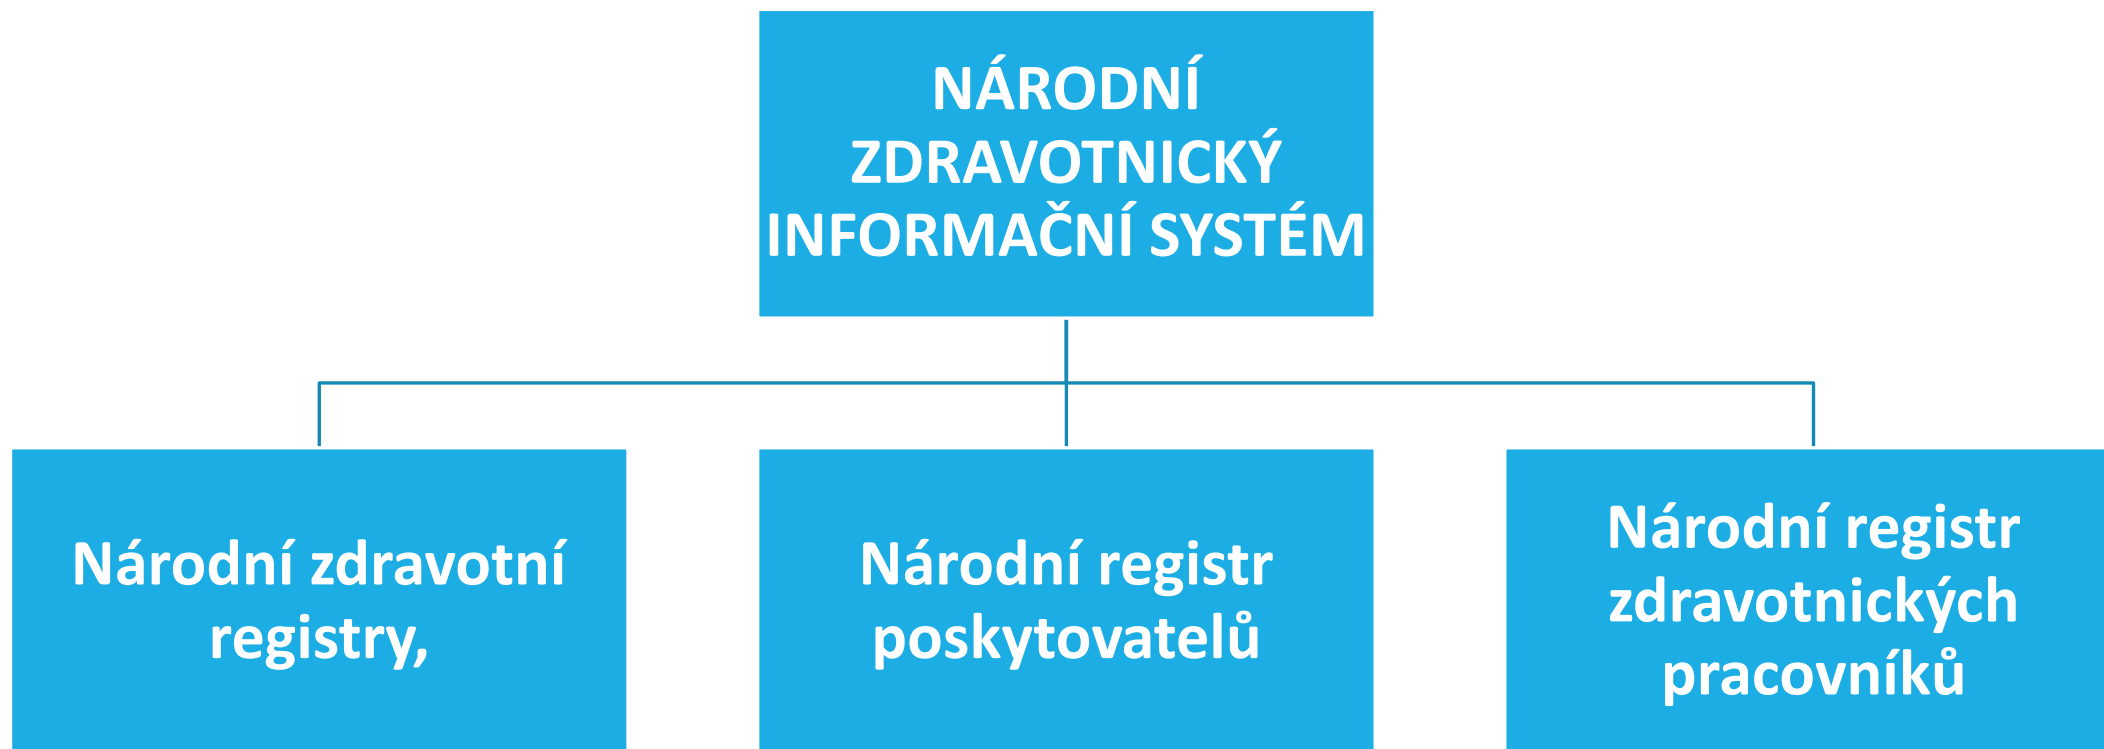 NÁRODNÍ
ZDRAVOTNICKÝ
INFORMAČNÍ SYSTÉM
Národní zdravotní
registry,
Národní registr
poskytovatelů
Národní registr
zdravotnických
pracovníků